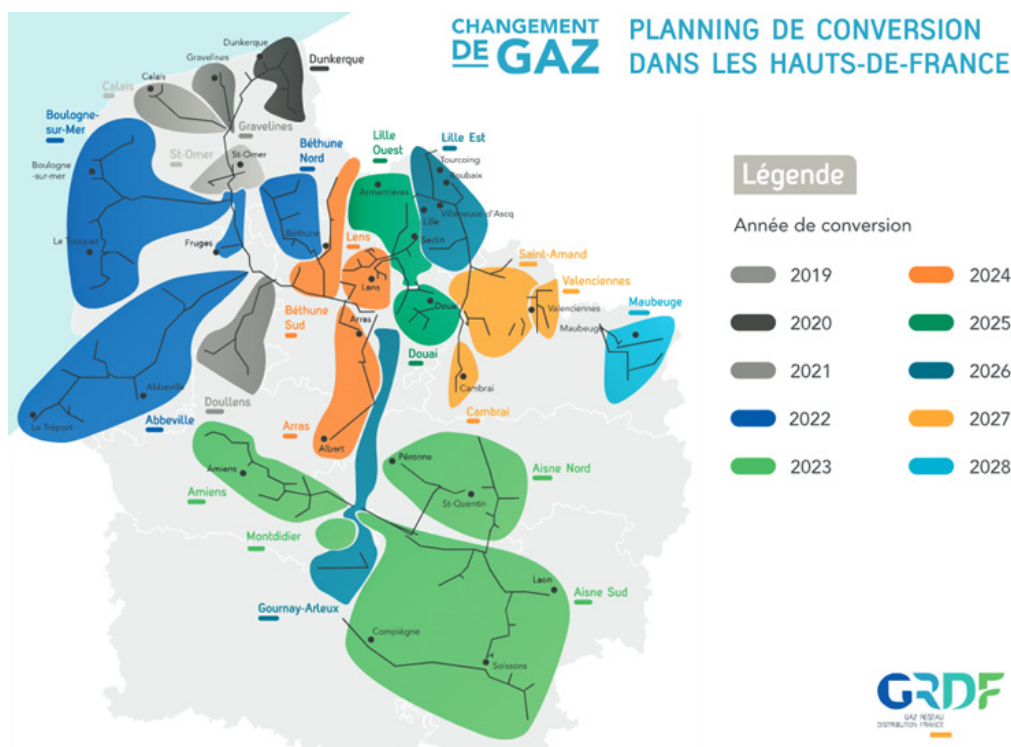 CHANGEMENT
DE GAZ
PLANNING DE CONVERSION
DANS LES HAUTS-DE-FRANCE
Dunkerque
Dunkerque
Gravelines
Calais
Calais
Gravelines
Boulogne-
sur-Mer
St-Omer
St-Omer
Béthune
Nord
Lille
Ouest
Lille Est
Tourcoing
Roubaix
Boulogne
-sur-mer
Armercières
Villeneuve-d'Ascq
Lille
Béthune
Lens
Seclin
Le Touquet
Fruges
Saint-Amand
Lens
Valenciennes
Béthune
Sud
Douai
Valenciennes
Maubeuge
Arras
Maubeuge
Douai
Cambrai
Abbeville
Doullens
Cambrai
Le Tréport
Abbeville
Arras
Albert
Amiens
Péronne
Aisne Nord
Amiens
St-Quentin
Montdidier
Laon
Aisne Sud
Gournay-Arleux
Compiègne
Soissons
Légende
Année de conversion
2019
2024
2020
2025
2021
2026
2022
2027
2023
2028
GRDF
GAZ RÉSEAU
DISTRIBUTION FRANCE